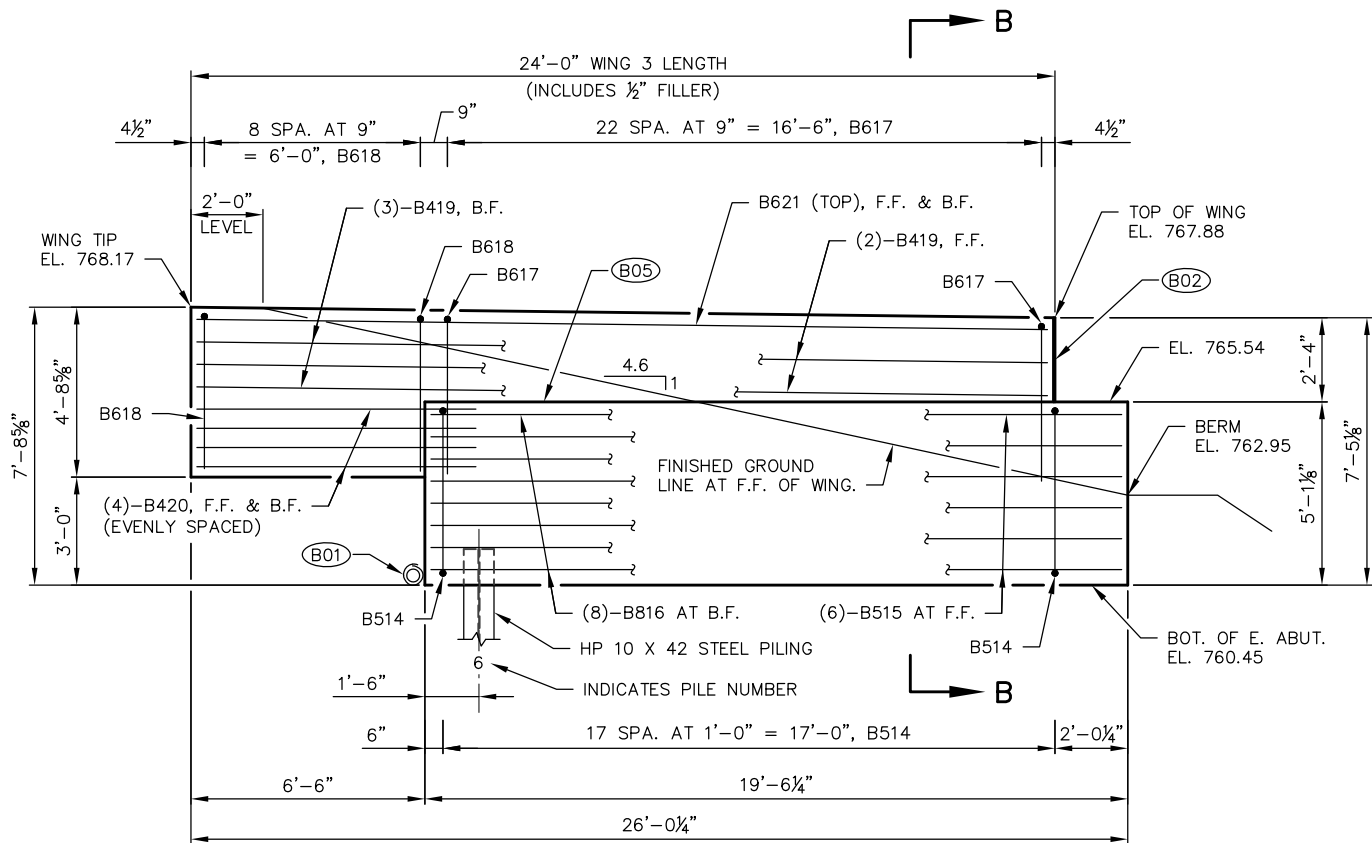 B
24'-0" WING 3 LENGTH
(INCLUDES ½" FILLER)
9"
4½"
8 SPA. AT 9"
= 6'-0", B618
22 SPA. AT 9" = 16'-6", B617
4½"
2'-0"
LEVEL
(3)-B419, B.F.
B621 (TOP), F.F. & B.F.
TOP OF WING
EL. 767.88
WING TIP
EL. 768.17
B618
(2)-B419, F.F.
B617
B05
B617
B02
4.6
1
EL. 765.54
2'-4"
7'-8⅝"
4'-8⅝"
B618
BERM
EL. 762.95
FINISHED GROUND
LINE AT F.F. OF WING.
5'-1⅛"
7'-5⅛"
(4)-B420, F.F. & B.F.
(EVENLY SPACED)
3'-0"
B01
B514
(8)-B816 AT B.F.
(6)-B515 AT F.F.
B514
BOT. OF E. ABUT.
EL. 760.45
HP 10 X 42 STEEL PILING
6
INDICATES PILE NUMBER
1'-6"
B
6"
17 SPA. AT 1'-0" = 17'-0", B514
2'-0¼"
6'-6"
19'-6¼"
26'-0¼"